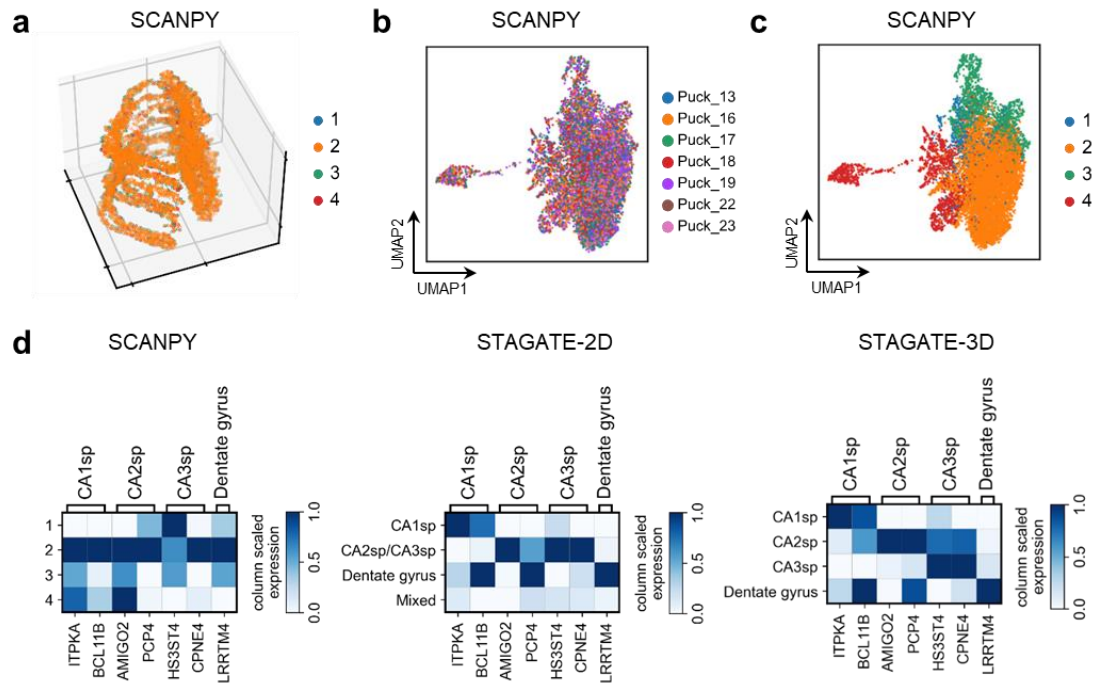 a
SCANPY
1
2
3
4
b
SCANPY
Puck_13
Puck_16
Puck_17
Puck_18
Puck_19
Puck_22
Puck_23
UMAP2
UMAP1
c
SCANPY
1
2
3
4
UMAP2
UMAP1
d
SCANPY
CA1sp
CA2sp
CA3sp
Dentate gyrus
1
2
3
4
ITPKA
BCL11B
AMIGO2
PCP4
HS3ST4
CPNE4
LRRTM4
column scaled
expression
1.0
0.5
0.0
STAGATE-2D
CA1sp
CA2sp
CA3sp
Dentate gyrus
CA1sp
CA2sp/CA3sp
Dentate gyrus
Mixed
ITPKA
BCL11B
AMIGO2
PCP4
HS3ST4
CPNE4
LRRTM4
column scaled
expression
1.0
0.5
0.0
STAGATE-3D
CA1sp
CA2sp
CA3sp
Dentate gyrus
CA1sp
CA2sp
CA3sp
Dentate gyrus
ITPKA
BCL11B
AMIGO2
PCP4
HS3ST4
CPNE4
LRRTM4
column scaled
expression
1.0
0.5
0.0